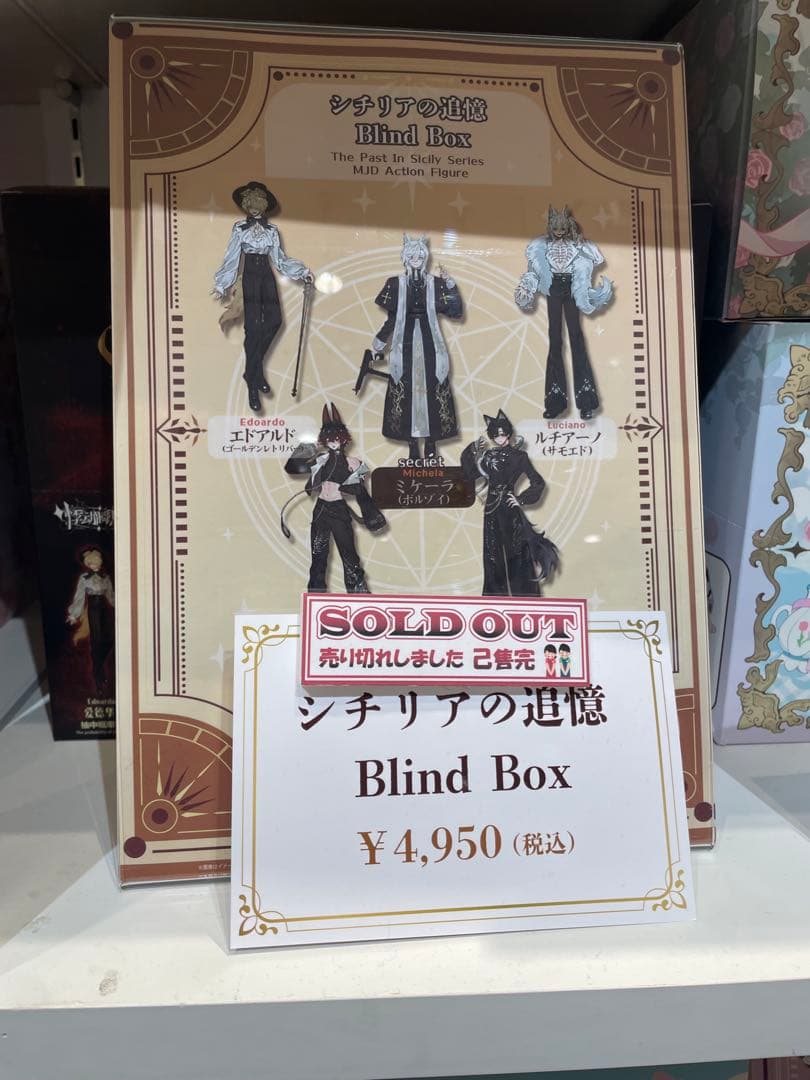 シチリアの追憶
Blind Box
The Past In Sicily Series
MJD Action Figure
Edoardo
エドアルド
(ゴールデンレトリバー)
Luciano
ルチアーノ
(サモエド)
secret
Michela
ミケーラ
(ボルゾイ)
SOLD OUT
売り切れしました 己售完
シチリアの追憶
Blind Box
¥4,950(税込)